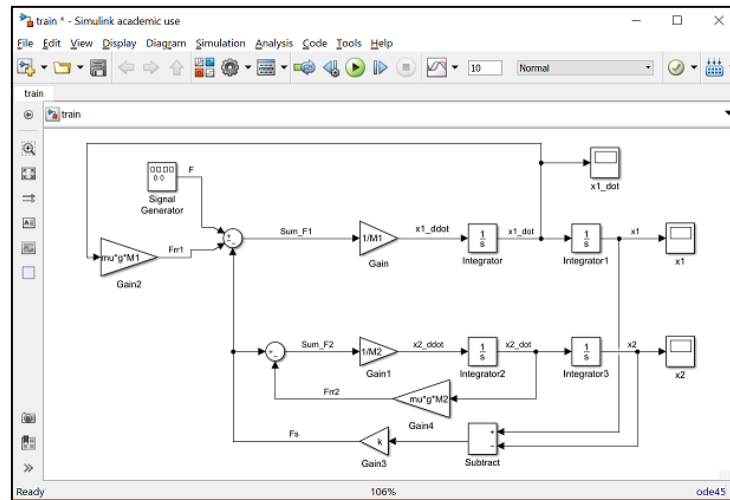 train * - Simulink academic use
File Edit View Display Diagram Simulation Analysis Code Tools Help
10 Normal
train
train
F
Signal
Generator
x1_dot
Sum_F1
1/M1
x1_ddot
1
s
x1_dot
1
s
x1
mu*g*M1
Frr1
Gain
Integrator
Integrator1
x1
Gain2
Sum_F2
1/M2
x2_ddot
1
s
x2_dot
1
s
x2
Gain1
Integrator2
Integrator3
x2
Frr2
mu*g*M2
Gain4
Fs
k
Gain3
Subtract
Ready 106% ode45